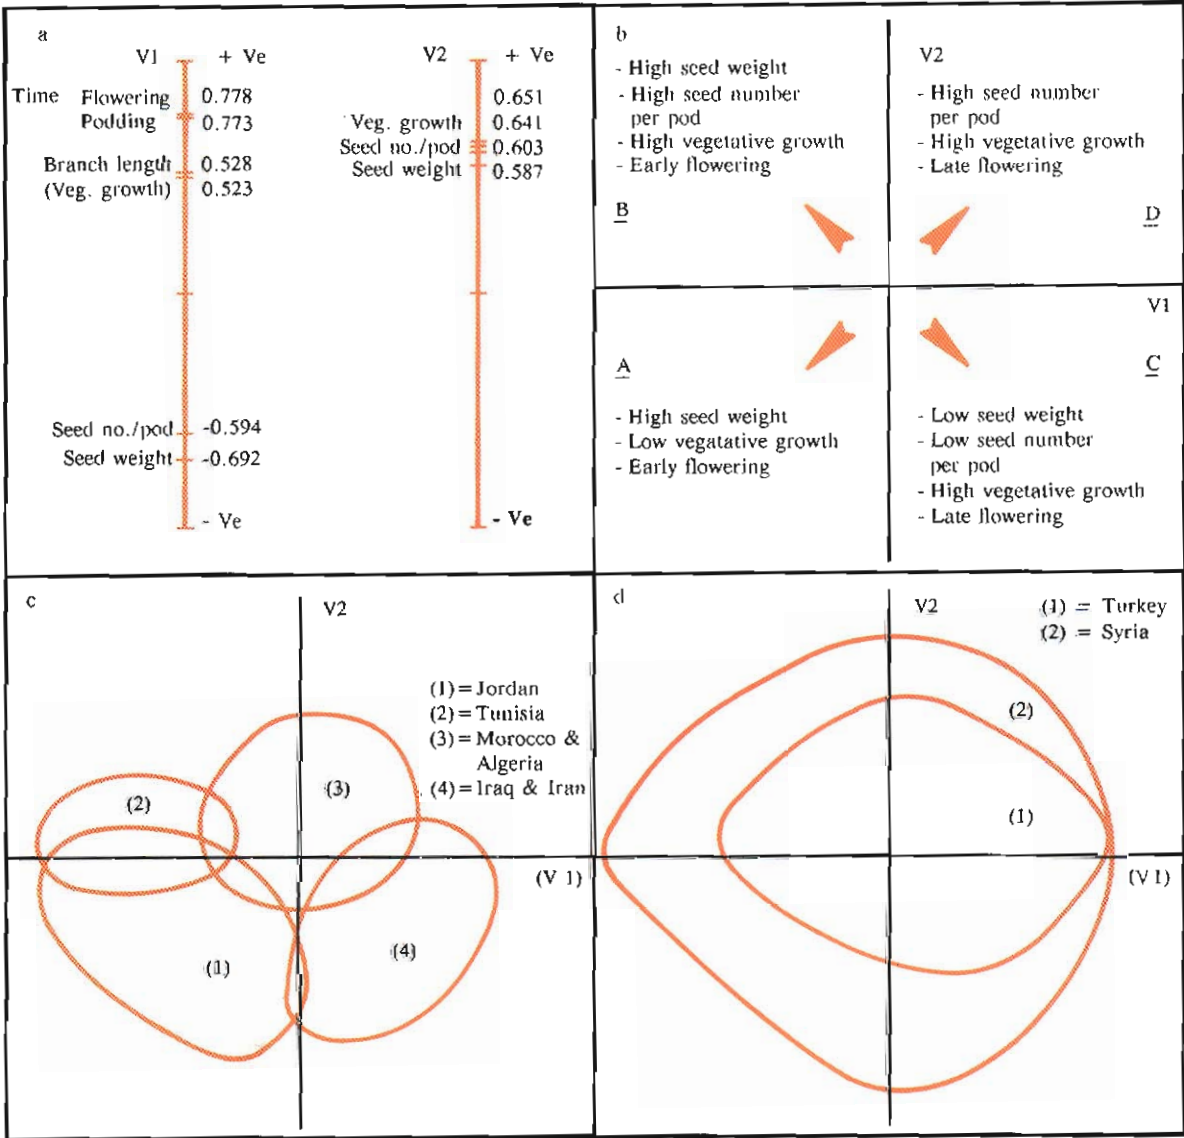 a
V1 + Ve
Time Flowering 0.778
Podding 0.773
Branch length 0.528
(Veg. growth) 0.523
Seed no./pod -0.594
Seed weight -0.692
- Ve
V2 + Ve
0.651
Veg. growth 0.641
Seed no./pod 0.603
Seed weight 0.587
- Ve
b
- High seed weight
- High seed number
per pod
- High vegetative growth
- Early flowering
B
V2
- High seed number
per pod
- High vegetative growth
- Late flowering
D
V1
A
- High seed weight
- Low vegatative growth
- Early flowering
C
- Low seed weight
- Low seed number
per pod
- High vegetative growth
- Late flowering
c
V2
(1) = Jordan
(2) = Tunisia
(3) = Morocco &
Algeria
(4) = Iraq & Iran
(2)
(3)
(V 1)
(1)
(4)
d
V2
(1) = Turkey
(2) = Syria
(2)
(1)
(V 1)